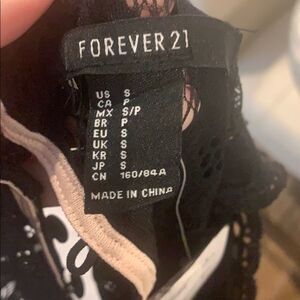 FOREVER 21
US S
CA P
MX S/P
BR P
EU S
UK S
KR S
JP S
CN 160/84A
MADE IN CHINA